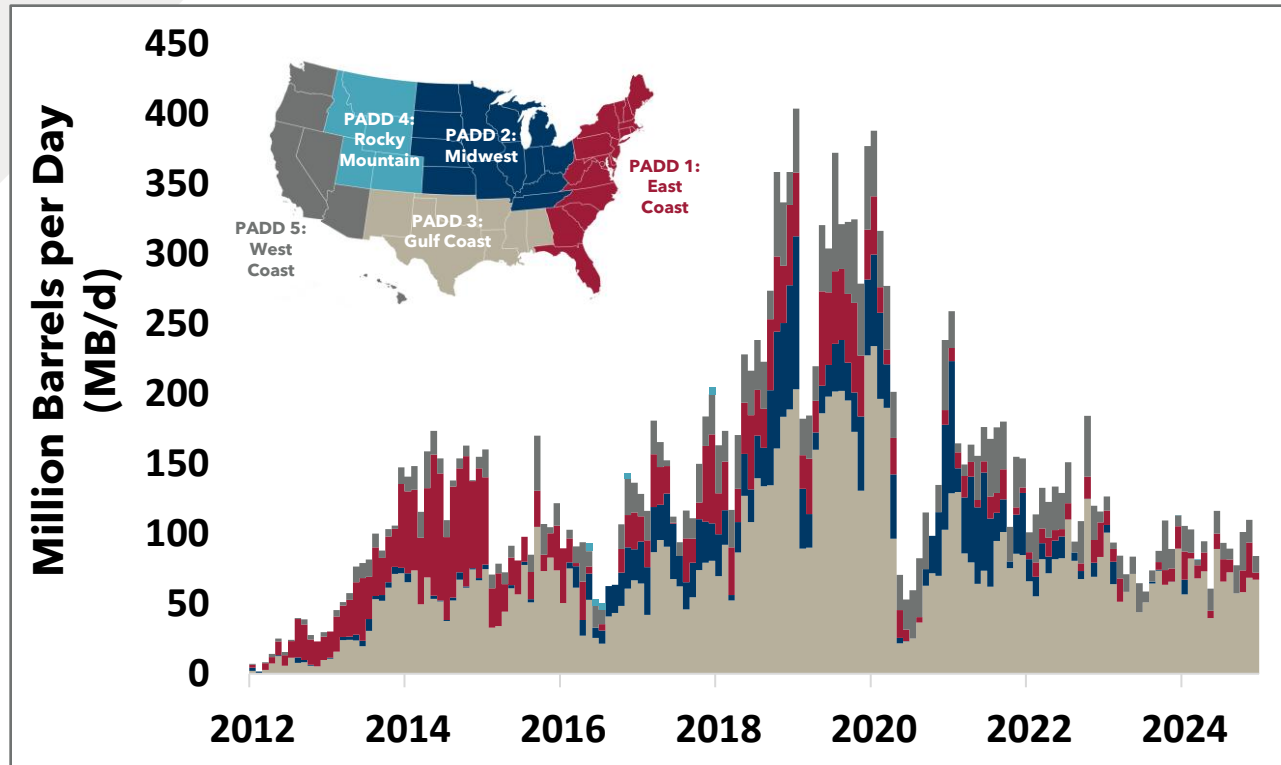 Million Barrels per Day
(MB/d)
450
400
350
300
250
200
150
100
50
0
PADD 4:
Rocky
Mountain
PADD 2:
Midwest
PADD 1:
East
Coast
PADD 3:
Gulf Coast
PADD 5:
West
Coast
2012
2014
2016
2018
2020
2022
2024